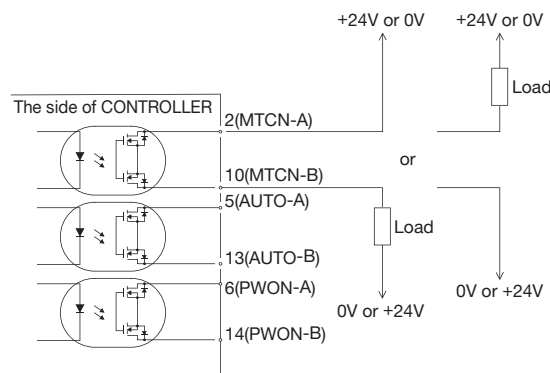 +24V or 0V
+24V or 0V
Load
The side of CONTROLLER
2(MTCN-A)
or
10(MTCN-B)
5(AUTO-A)
Load
13(AUTO-B)
6(PWON-A)
0V or +24V
0V or +24V
14(PWON-B)